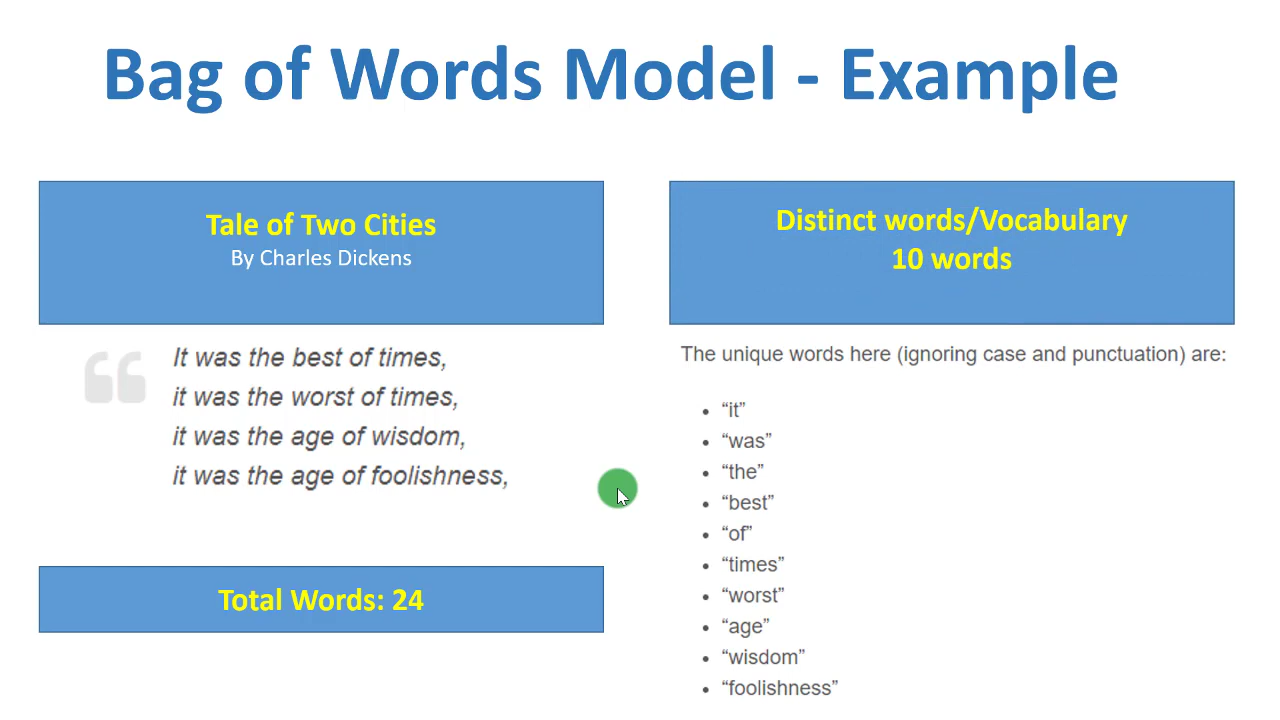 Bag of Words Model - Example
Tale of Two Cities
By Charles Dickens
It was the best of times,
it was the worst of times,
it was the age of wisdom,
it was the age of foolishness,
Total Words: 24
Distinct words/Vocabulary
10 words
The unique words here (ignoring case and punctuation) are:
• “it”
• “was”
• “the”
• “best”
• “of”
• “times”
• “worst”
• “age”
• “wisdom”
• “foolishness”